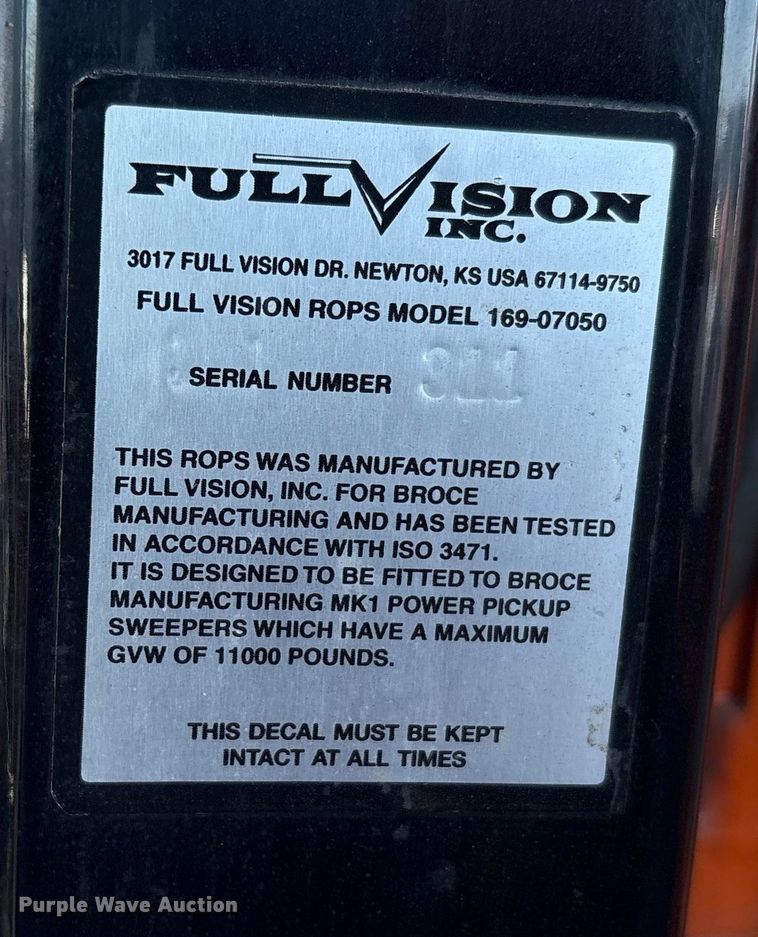 FULL VISION
INC.
3017 FULL VISION DR. NEWTON, KS USA 67114-9750
FULL VISION ROPS MODEL 169-07050
SERIAL NUMBER 311
THIS ROPS WAS MANUFACTURED BY
FULL VISION, INC. FOR BROCE
MANUFACTURING AND HAS BEEN TESTED
IN ACCORDANCE WITH ISO 3471.
IT IS DESIGNED TO BE FITTED TO BROCE
MANUFACTURING MK1 POWER PICKUP
SWEEPERS WHICH HAVE A MAXIMUM
GVW OF 11000 POUNDS.
THIS DECAL MUST BE KEPT
INTACT AT ALL TIMES
Purple Wave Auction